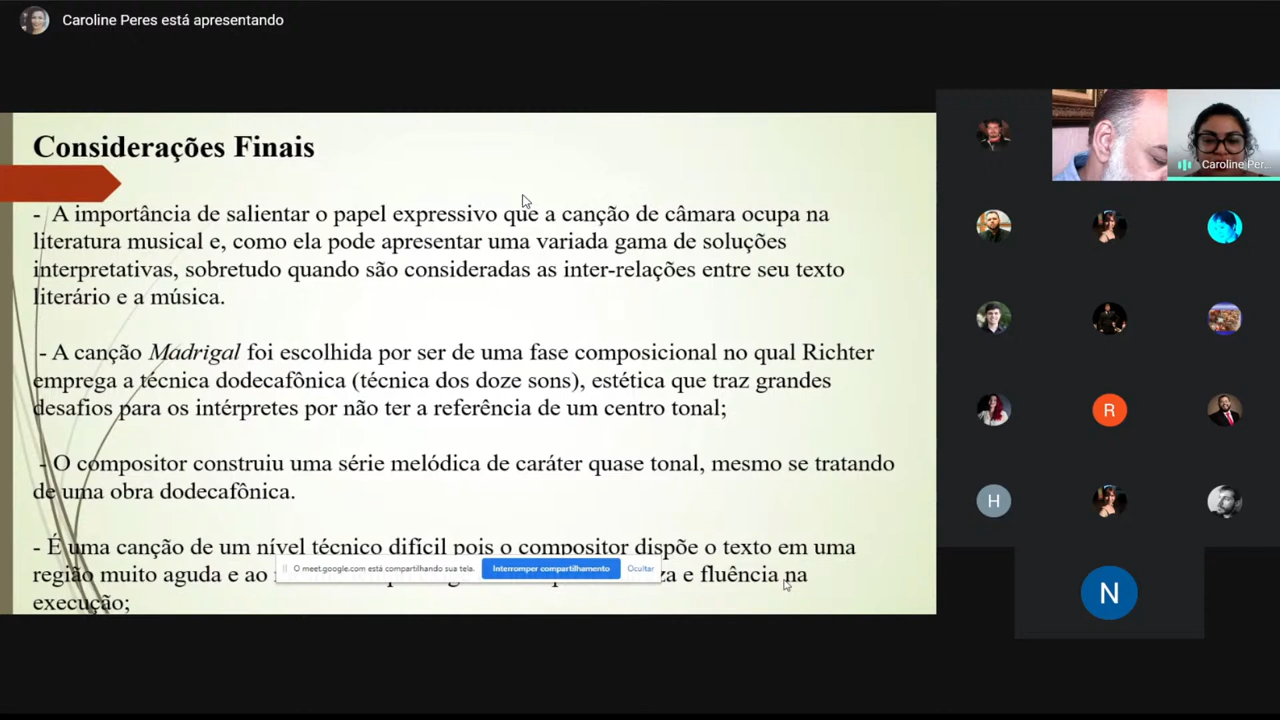 Caroline Peres está apresentando
Considerações Finais
- A importância de salientar o papel expressivo que a canção de câmara ocupa na
literatura musical e, como ela pode apresentar uma variada gama de soluções
interpretativas, sobretudo quando são consideradas as inter-relações entre seu texto
literário e a música.
- A canção Madrigal foi escolhida por ser de uma fase composicional no qual Richter
emprega a técnica dodecafônica (técnica dos doze sons), estética que traz grandes
desafios para os intérpretes por não ter a referência de um centro tonal;
- O compositor construiu uma série melódica de caráter quase tonal, mesmo se tratando
de uma obra dodecafônica.
- É uma canção de um nível técnico difícil pois o compositor dispõe o texto em uma
região muito aguda e ao e fluência na
execução;
O meet.google.com está compartilhando sua tela.
Interromper compartilhamento
Ocultar
Caroline Per...
R
H
N